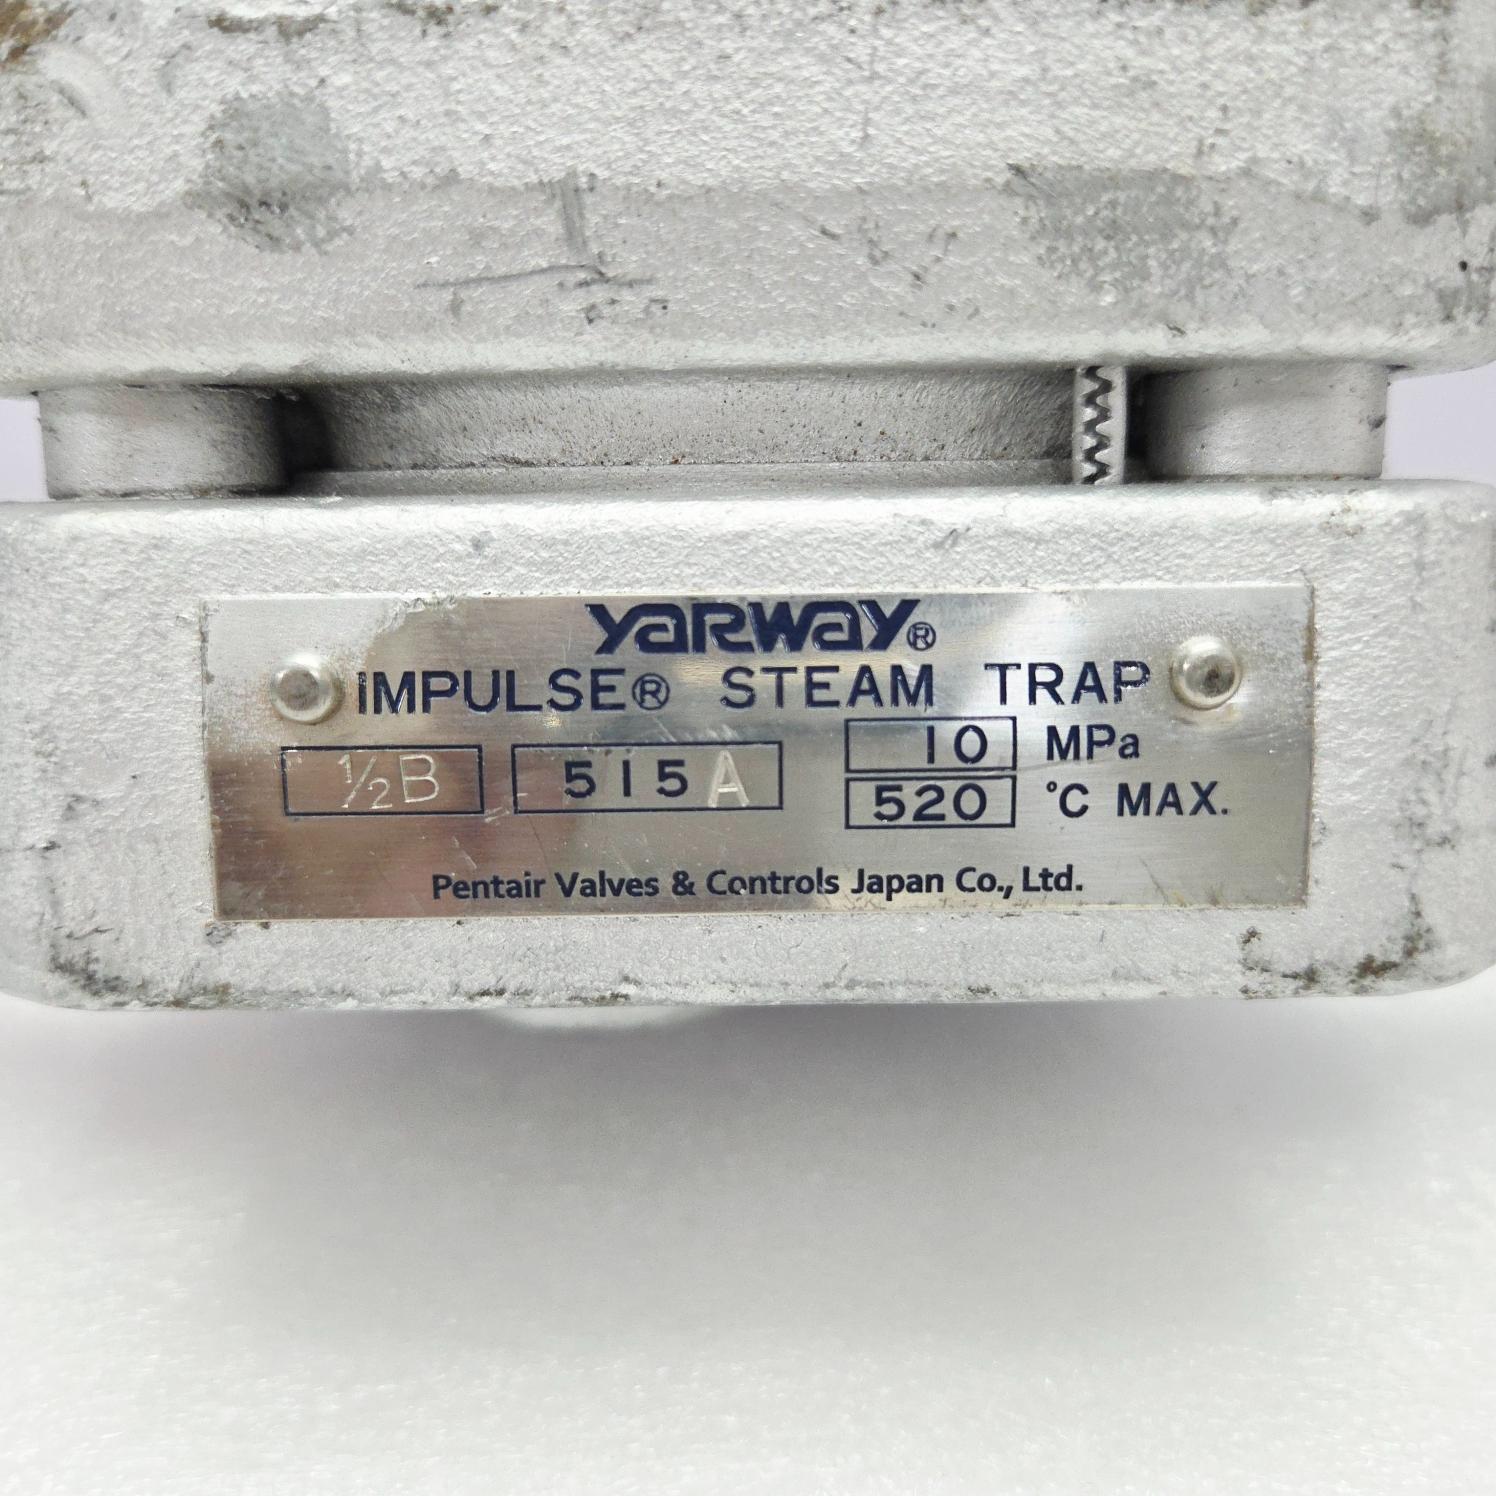 YARWAY®
IMPULSE® STEAM TRAP
½B 515A 10 MPa
520 °C MAX.
Pentair Valves & Controls Japan Co., Ltd.